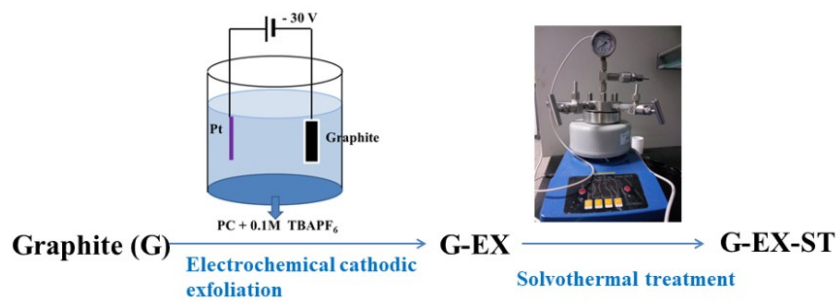 - 30 V
Pt
Graphite
PC + 0.1M TBAPF₆
Graphite (G)
G-EX
G-EX-ST
Electrochemical cathodic
exfoliation
Solvothermal treatment